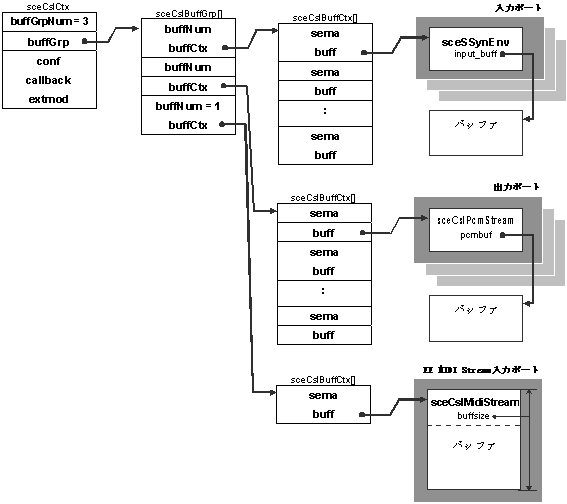 sceCslCtx
buffGrpNum = 3
buffGrp
conf
callback
extmod
sceCslBuffGrp[]
buffNum
buffCtx
buffNum
buffCtx
buffNum = 1
buffCtx
sceCslBuffCtx[]
sema
buff
sema
buff
:
sema
buff
入力ポート
sceSSynEnv
input_buff
バッファ
sceCslBuffCtx[]
sema
buff
sema
buff
:
sema
buff
出力ポート
sceCslPcmStream
pcmbuf
バッファ
sceCslBuffCtx[]
sema
buff
MIDI Stream入力ポート
sceCslMidiStream
buffsize
バッファ